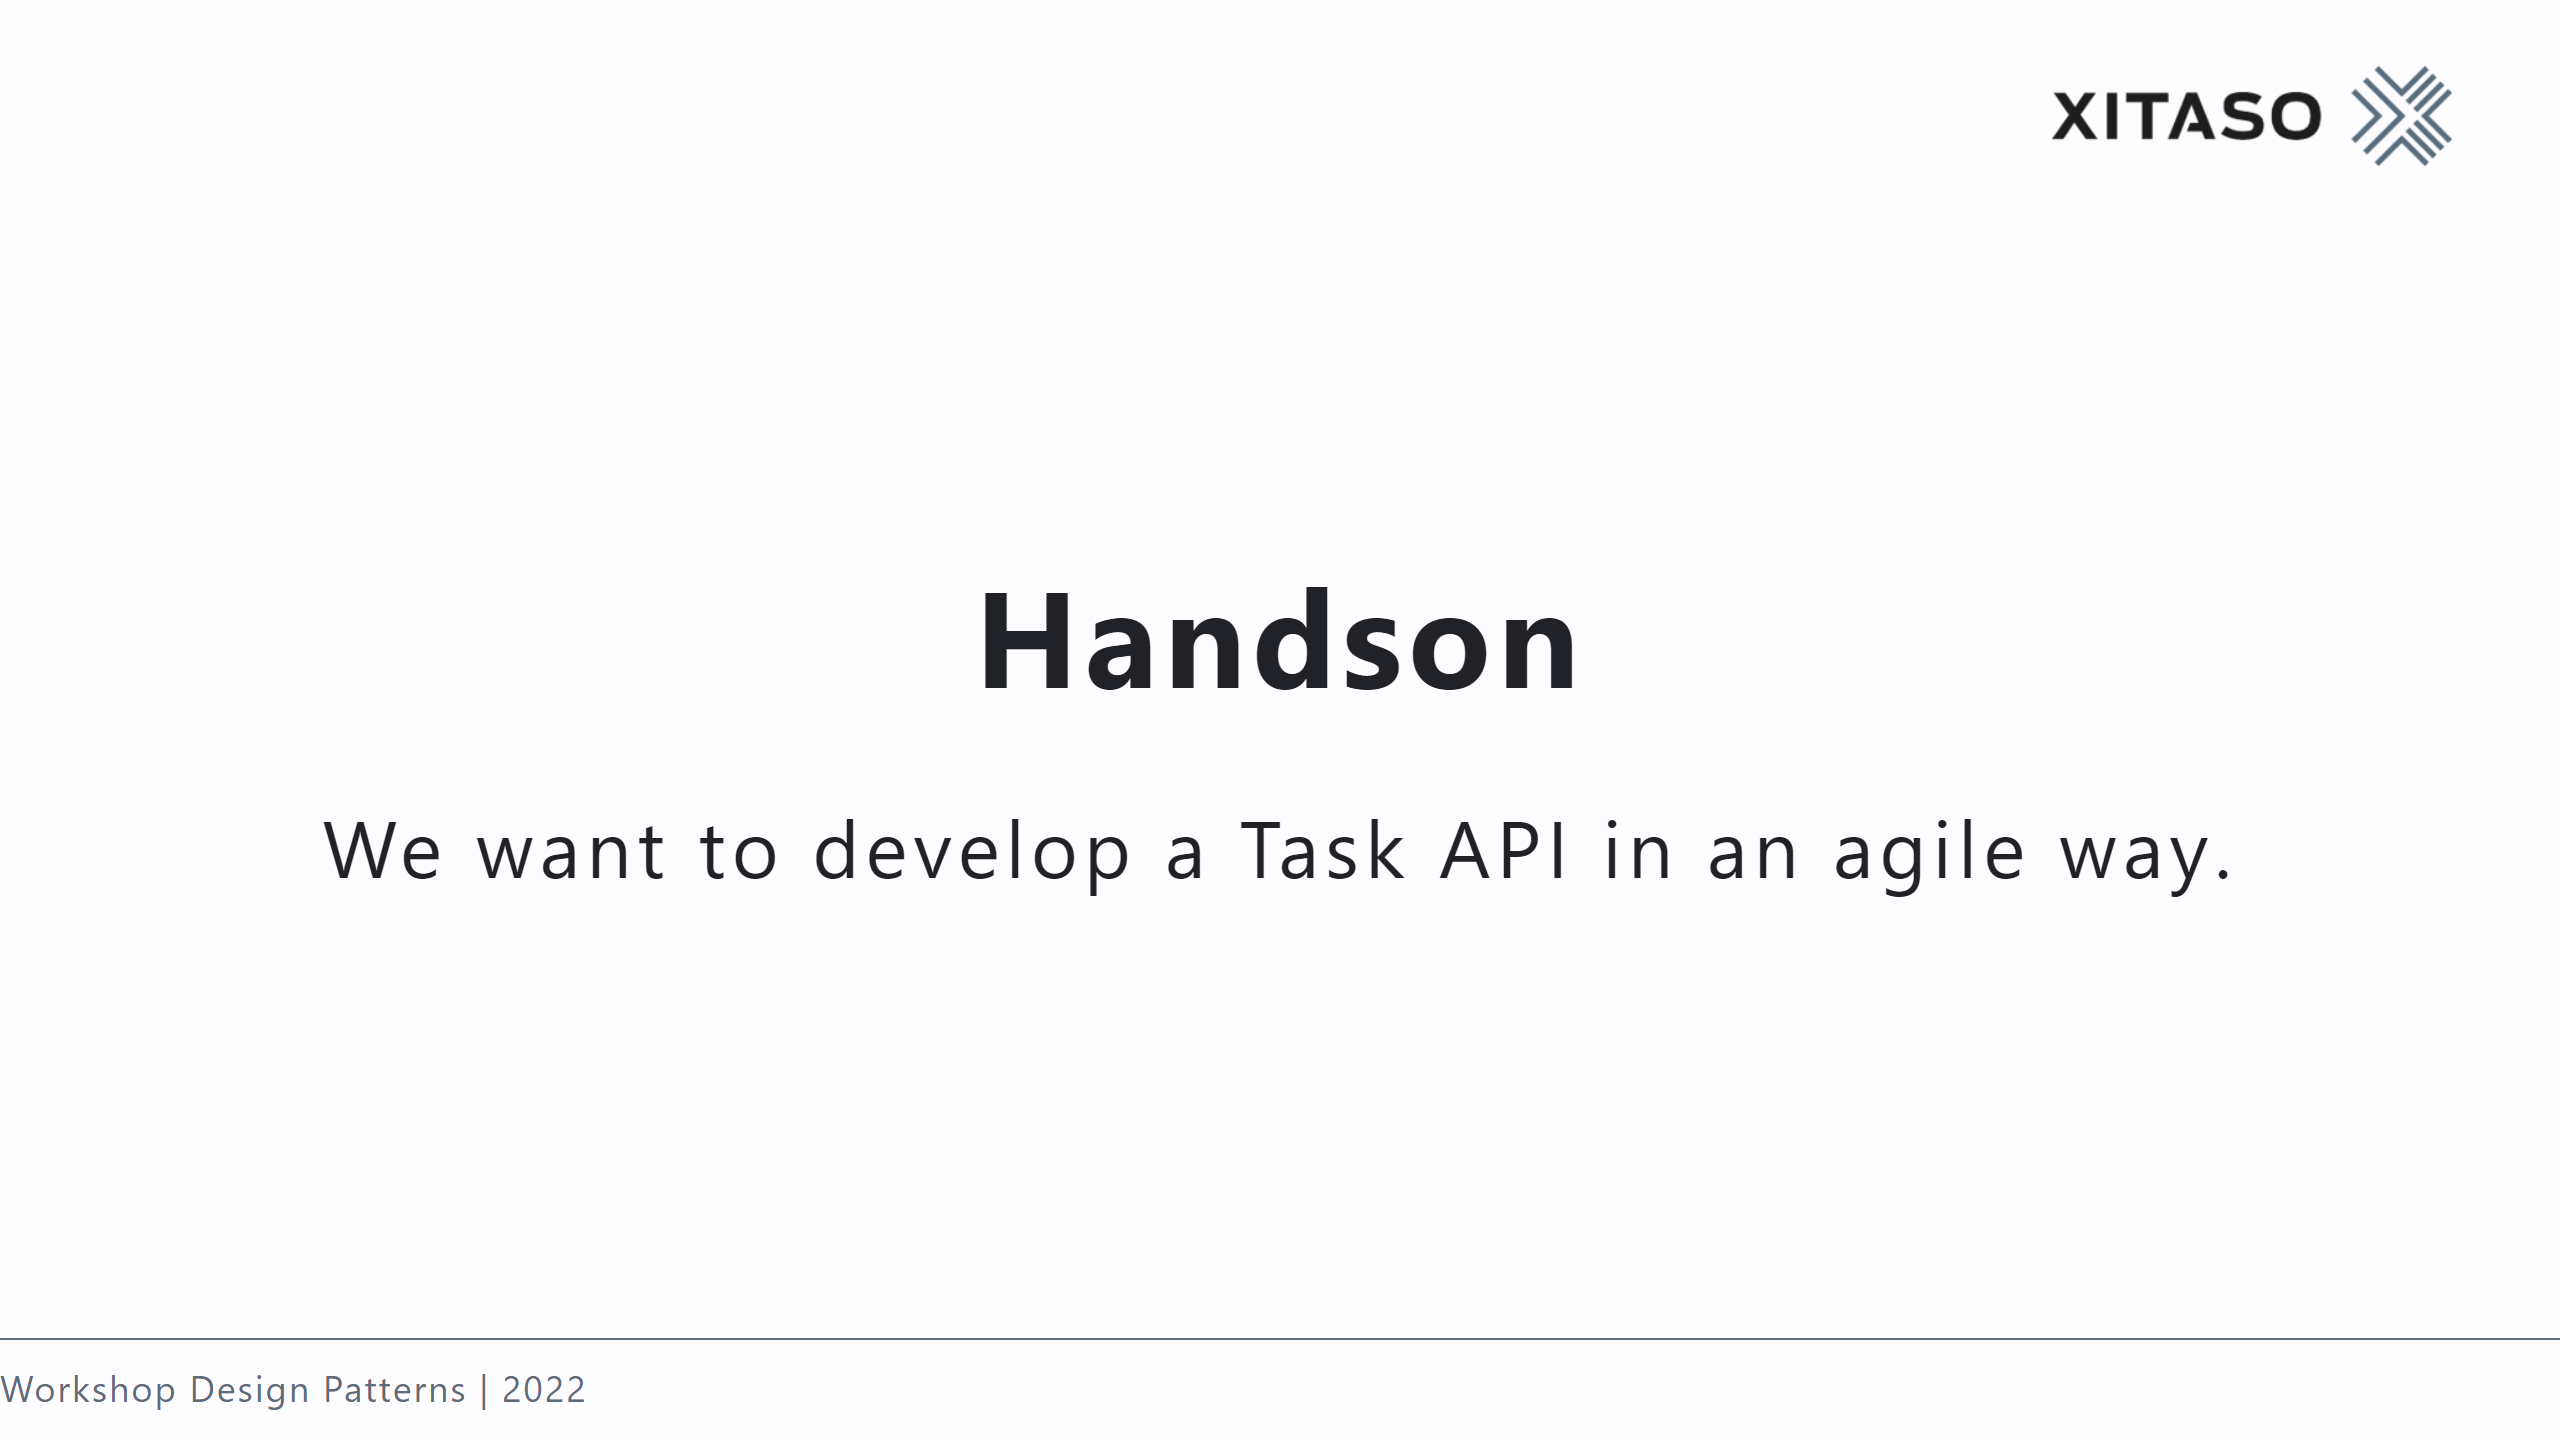 XITASO
Handson
We want to develop a Task API in an agile way.
Workshop Design Patterns | 2022